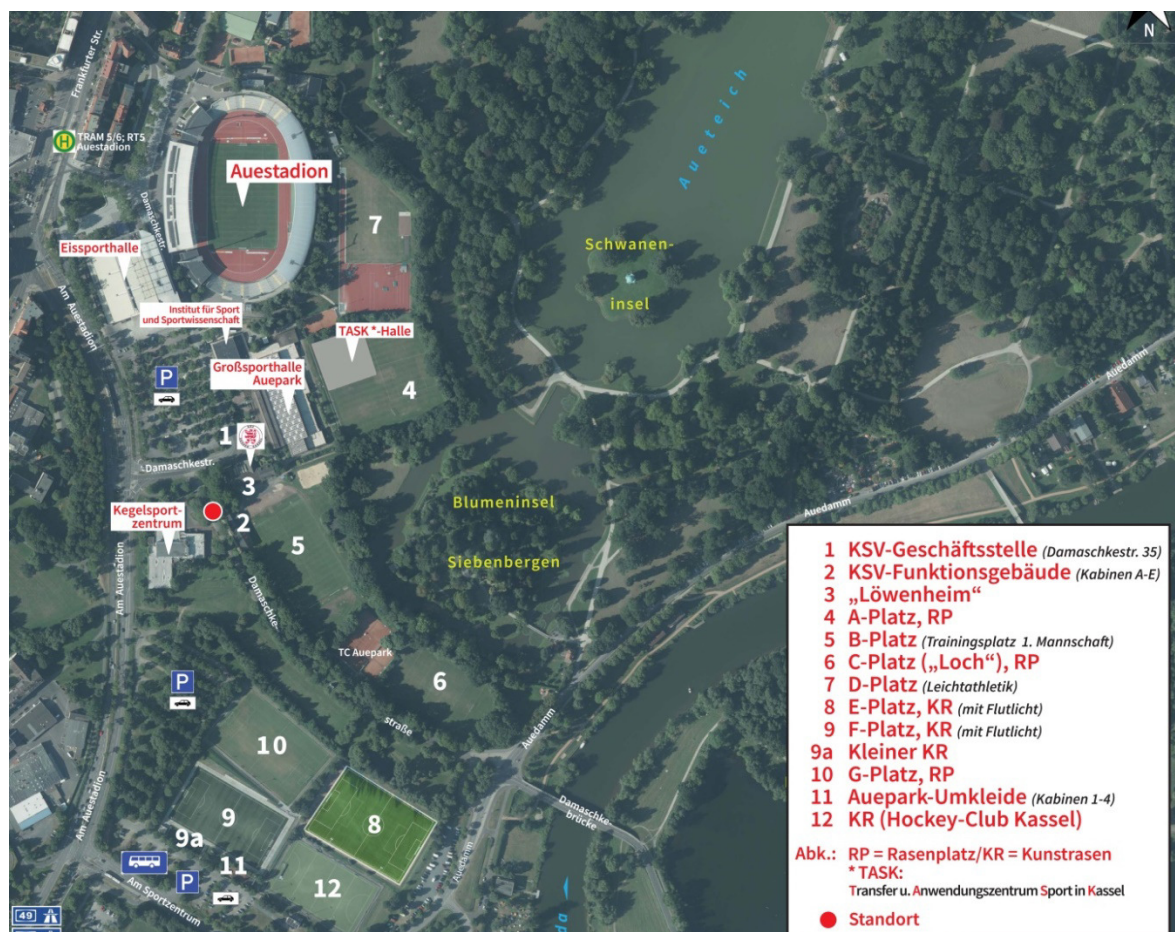 N
Frankfurter Str.
H
TRAM 5/6; RT5
Auestadion
Auestadion
Damaschkestr.
7
Aueteich
Schwanen-
insel
Eissporthalle
Am Auestadion
Institut für Sport
und Sportwissenschaft
TASK*-Halle
Großsporthalle
Auepark
P
4
Auedamm
1
Damaschkestr.
3
Kegelsport-
zentrum
2
5
Blumeninsel
Siebenbergen
Auedamm
Am Auestadion
Damaschke-
straße
TC Auepark
6
P
Auedamm
10
Damaschke-
brücke
Am Auestadion
9
8
9a
11
12
P
Am Sportzentrum
Auedamm
49
da
1 KSV-Geschäftsstelle (Damaschkestr. 35)
2 KSV-Funktionsgebäude (Kabinen A-E)
3 „Löwenheim“
4 A-Platz, RP
5 B-Platz (Trainingsplatz 1. Mannschaft)
6 C-Platz („Loch“), RP
7 D-Platz (Leichtathletik)
8 E-Platz, KR (mit Flutlicht)
9 F-Platz, KR (mit Flutlicht)
9a Kleiner KR
10 G-Platz, RP
11 Auepark-Umkleide (Kabinen 1-4)
12 KR (Hockey-Club Kassel)
Abk.: RP = Rasenplatz/KR = Kunstrasen
* TASK:
Transfer u. Anwendungszentrum Sport in Kassel
Standort